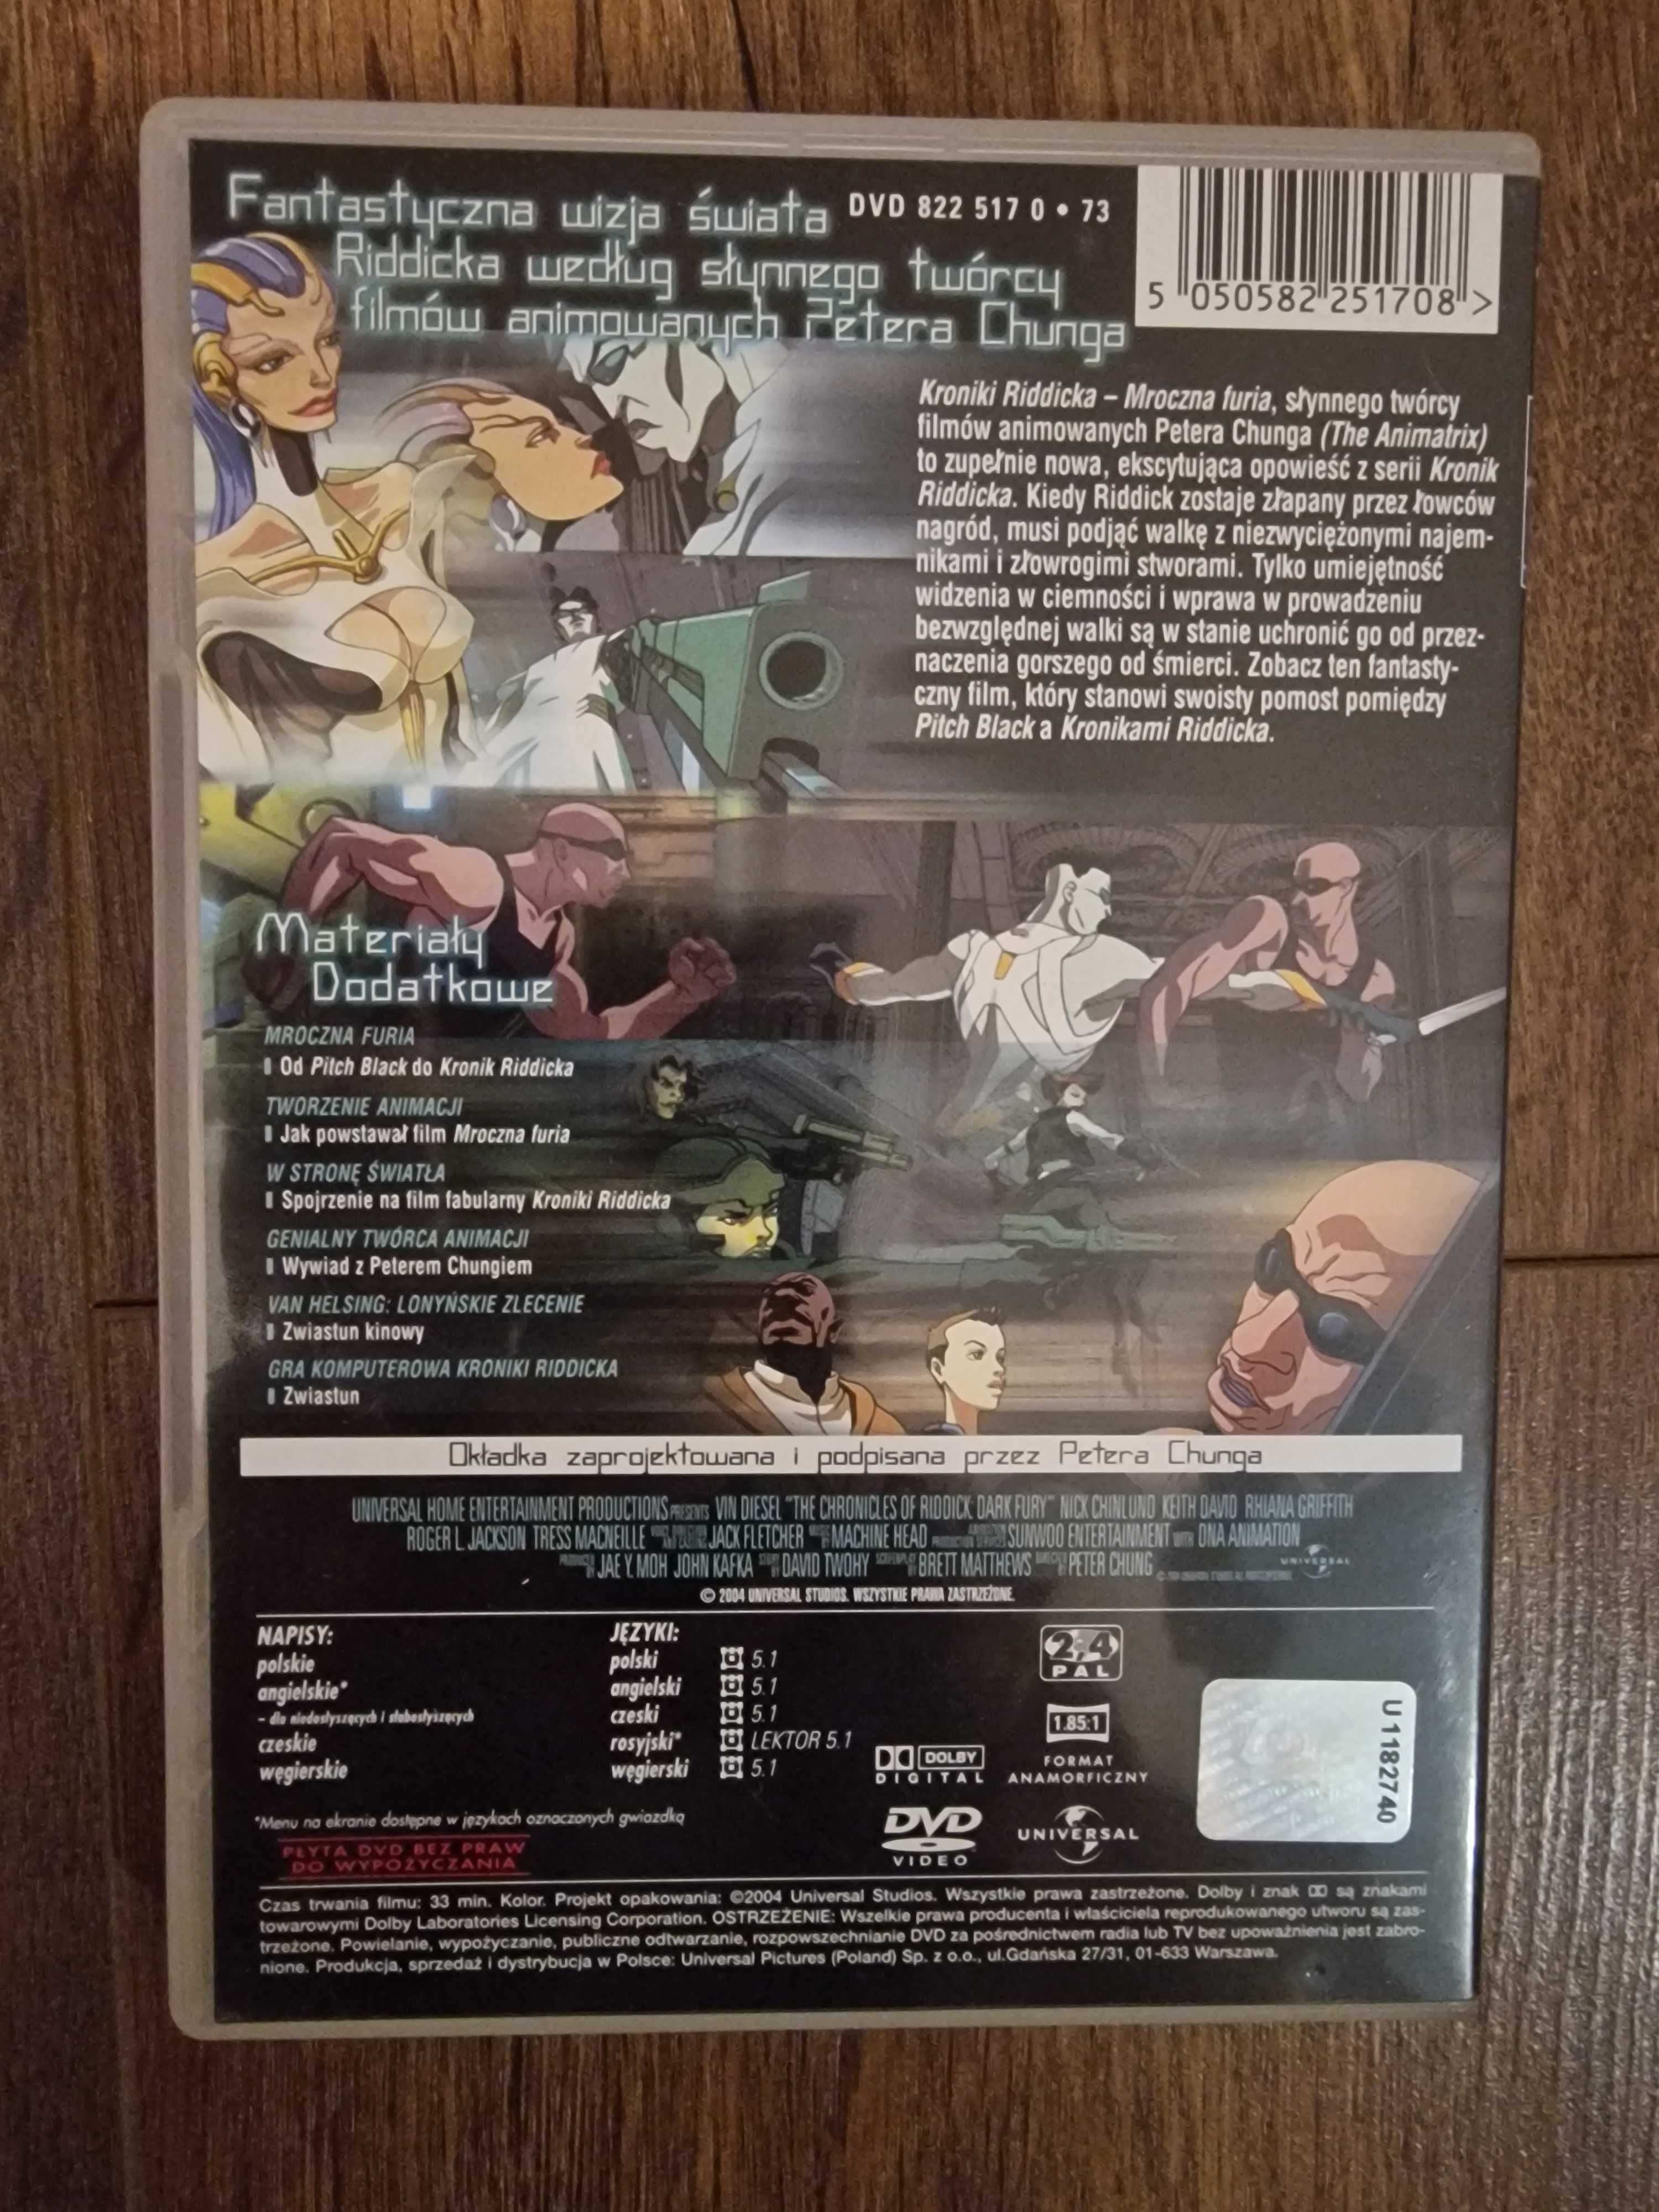 Fantastyczna wizja świata
Riddicka według słynnego twórcy
filmów animowanych Petera Chunga
DVD 822 517 0 • 73
5 050582 251708 >
Kroniki Riddicka – Mroczna furia, słynnego twórcy
filmów animowanych Petera Chunga (The Animatrix)
to zupełnie nowa, ekscytująca opowieść z serii Kronik
Riddicka. Kiedy Riddick zostaje złapany przez łowców
nagród, musi podjąć walkę z niezwyciężonymi najem-
nikami i złowrogimi stworami. Tylko umiejętność
widzenia w ciemności i wprawa w prowadzeniu
bezwzględnej walki są w stanie uchronić go od przez-
naczenia gorszego od śmierci. Zobacz ten fantasty-
czny film, który stanowi swoisty pomost pomiędzy
Pitch Black a Kronikami Riddicka.
Materiały
Dodatkowe
MROCZNA FURIA
Od Pitch Black do Kronik Riddicka
TWORZENIE ANIMACJI
Jak powstawał film Mroczna furia
W STRONĘ ŚWIATŁA
Spojrzenie na film fabularny Kroniki Riddicka
GENIALNY TWÓRCA ANIMACJI
Wywiad z Peterem Chungiem
VAN HELSING: LONYŃSKIE ZLECENIE
Zwiastun kinowy
GRA KOMPUTEROWA KRONIKI RIDDICKA
Zwiastun
Okładka zaprojektowana i podpisana przez Petera Chunga
UNIVERSAL HOME ENTERTAINMENT PRODUCTIONS PRESENTS VIN DIESEL "THE CHRONICLES OF RIDDICK DARK FURY" NICK CHINLUND KEITH DAVID RHIANA GRIFFITH
ROGER L. JACKSON TRESS MACNEILLE JACK FLETCHER MACHINE HEAD SUNWOO ENTERTAINMENT WITH DNA ANIMATION
JAE Y. MOH JOHN KAFKA DAVID TWOHY BRETT MATTHEWS PETER CHUNG UNIVERSAL
© 2004 UNIVERSAL STUDIOS. WSZYSTKIE PRAWA ZASTRZEŻONE.
NAPISY:
polskie
angielskie*
– dla niedosłyszących i słabosłyszących
czeskie
węgierskie
JĘZYKI:
polski 5.1
angielski 5.1
czeski 5.1
rosyjski* LEKTOR 5.1
węgierski 5.1
2,4
PAL
1.85:1
FORMAT
ANAMORFICZNY
DOLBY
DIGITAL
DVD
VIDEO
UNIVERSAL
U 1182740
*Menu na ekranie dostępne w językach oznaczonych gwiazdką
PŁYTA DVD BEZ PRAW
DO WYPOŻYCZANIA
Czas trwania filmu: 33 min. Kolor. Projekt opakowania: ©2004 Universal Studios. Wszystkie prawa zastrzeżone. Dolby i znak są znakami
towarowymi Dolby Laboratories Licensing Corporation. OSTRZEŻENIE: Wszelkie prawa producenta i właściciela reprodukowanego utworu są zas-
trzeżone. Powielanie, wypożyczanie, publiczne odtwarzanie, rozpowszechnianie DVD za pośrednictwem radia lub TV bez upoważnienia jest zabro-
nione. Produkcja, sprzedaż i dystrybucja w Polsce: Universal Pictures (Poland) Sp. z o.o., ul.Gdańska 27/31, 01-633 Warszawa.